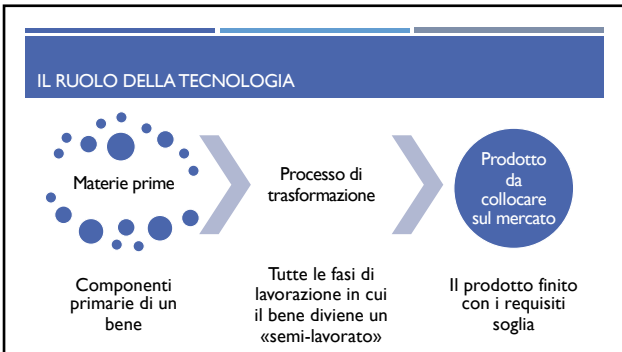 IL RUOLO DELLA TECNOLOGIA
Materie prime
Processo di
trasformazione
Prodotto
da
collocare
sul mercato
Componenti
primarie di un
bene
Tutte le fasi di
lavorazione in cui
il bene diviene un
«semi-lavorato»
Il prodotto finito
con i requisiti
soglia